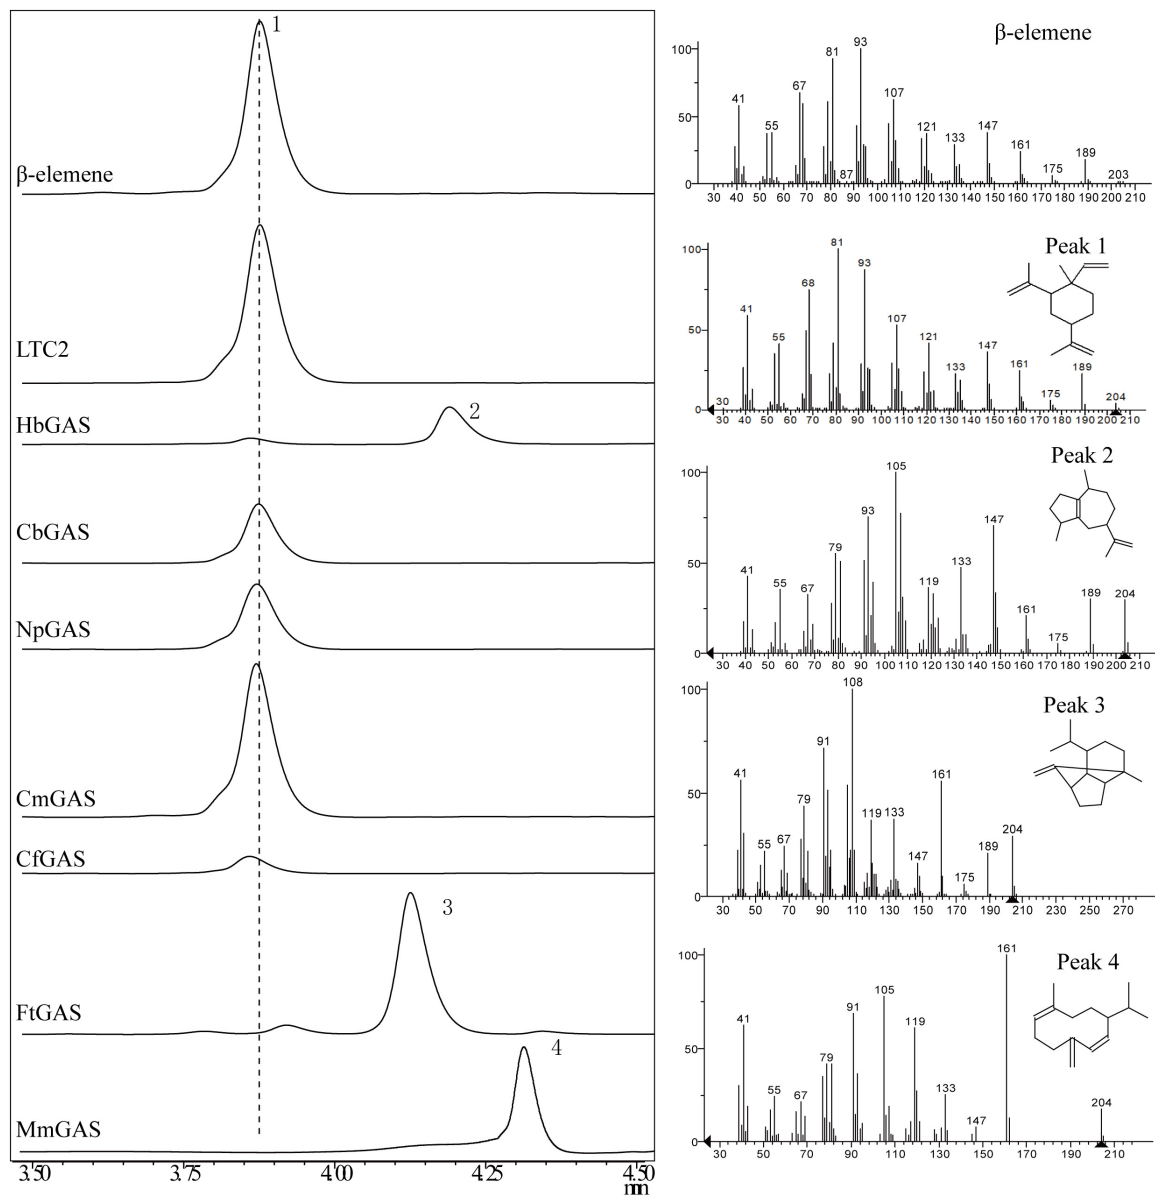 1
β-elemene
LTC2
HbGAS
2
CbGAS
NpGAS
CmGAS
CfGAS
FtGAS
3
MmGAS
4
3.50 3.75 4.00 4.25 4.50
min
β-elemene
100
50
0
41 55 67 81 87 93 107 121 133 147 161 175 189 203
30 40 50 60 70 80 90 100 110 120 130 140 150 160 170 180 190 200 210
Peak 1
100
50
0
30 41 55 68 81 93 107 121 133 147 161 175 189 204
40 50 60 70 80 90 100 110 120 130 140 150 160 170 180 190 200 210
Peak 2
100
50
0
41 55 67 79 93 105 119 133 147 161 175 189 204
30 40 50 60 70 80 90 100 110 120 130 140 150 160 170 180 190 200 210
Peak 3
100
50
0
41 55 67 79 91 108 119 133 147 161 175 189 204
30 50 70 90 110 130 150 170 190 210 230 250 270
Peak 4
100
50
0
41 55 67 79 91 105 119 133 147 161 204
30 50 70 90 110 130 150 170 190 210